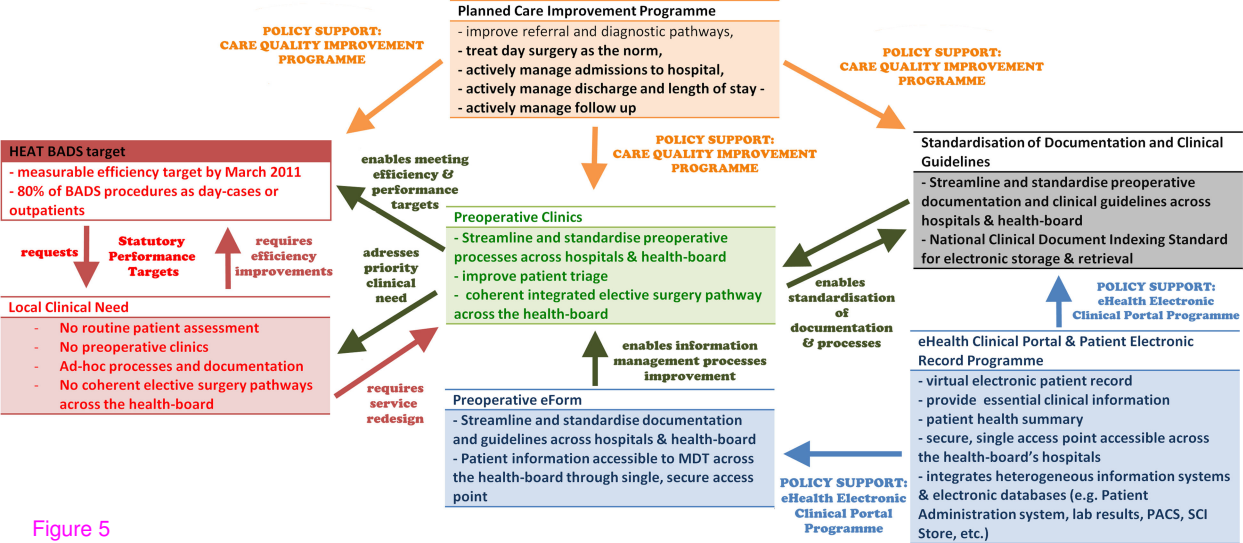 Planned Care Improvement Programme
- improve referral and diagnostic pathways,
- treat day surgery as the norm,
- actively manage admissions to hospital,
- actively manage discharge and length of stay -
- actively manage follow up
POLICY SUPPORT:
CARE QUALITY IMPROVEMENT
PROGRAMME
POLICY SUPPORT:
CARE QUALITY IMPROVEMENT
PROGRAMME
POLICY SUPPORT:
CARE QUALITY IMPROVEMENT
PROGRAMME
HEAT BADS target
- measurable efficiency target by March 2011
- 80% of BADS procedures as day-cases or
outpatients
enables meeting
efficiency &
performance
targets
Standardisation of Documentation and Clinical
Guidelines
- Streamline and standardise preoperative
documentation and clinical guidelines across
hospitals & health-board
- National Clinical Document Indexing Standard
for electronic storage & retrieval
Preoperative Clinics
- Streamline and standardise preoperative
processes across hospitals & health-board
- improve patient triage
- coherent integrated elective surgery pathway
across the health-board
requests
Statutory
Performance
Targets
requires
efficiency
improvements
adresses
priority
clinical
need
enables
standardisation
of
documentation
& processes
POLICY SUPPORT:
eHealth Electronic
Clinical Portal Programme
Local Clinical Need
- No routine patient assessment
- No preoperative clinics
- Ad-hoc processes and documentation
- No coherent elective surgery pathways
across the health-board
requires
service
redesign
enables information
management processes
improvement
Preoperative eForm
- Streamline and standardise documentation
and guidelines across hospitals & health-board
- Patient information accessible to MDT across
the health-board through single, secure access
point
eHealth Clinical Portal & Patient Electronic
Record Programme
- virtual electronic patient record
- provide essential clinical information
- patient health summary
- secure, single access point accessible across
the health-board's hospitals
- integrates heterogeneous information systems
& electronic databases (e.g. Patient
Administration system, lab results, PACS, SCI
Store, etc.)
POLICY SUPPORT:
eHealth Electronic
Clinical Portal
Programme
Figure 5